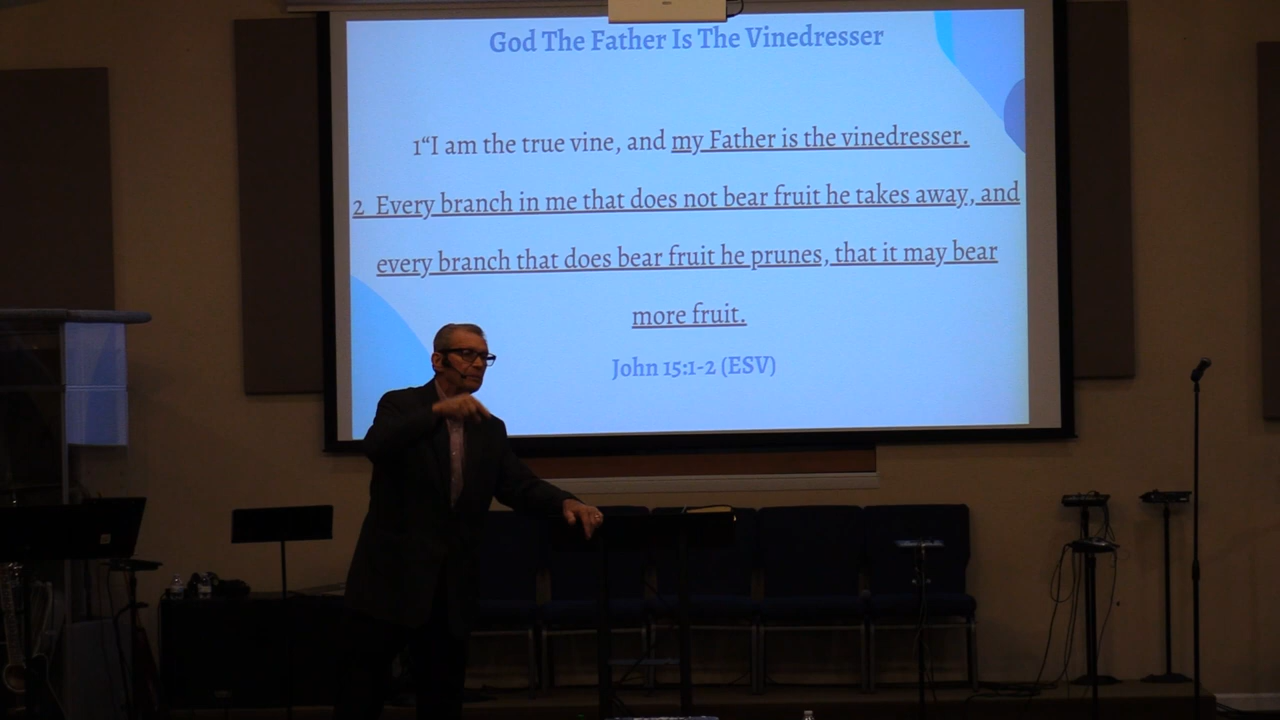 God The Father Is The Vinedresser
1“I am the true vine, and my Father is the vinedresser.
2 Every branch in me that does not bear fruit he takes away, and
every branch that does bear fruit he prunes, that it may bear
more fruit.
John 15:1-2 (ESV)